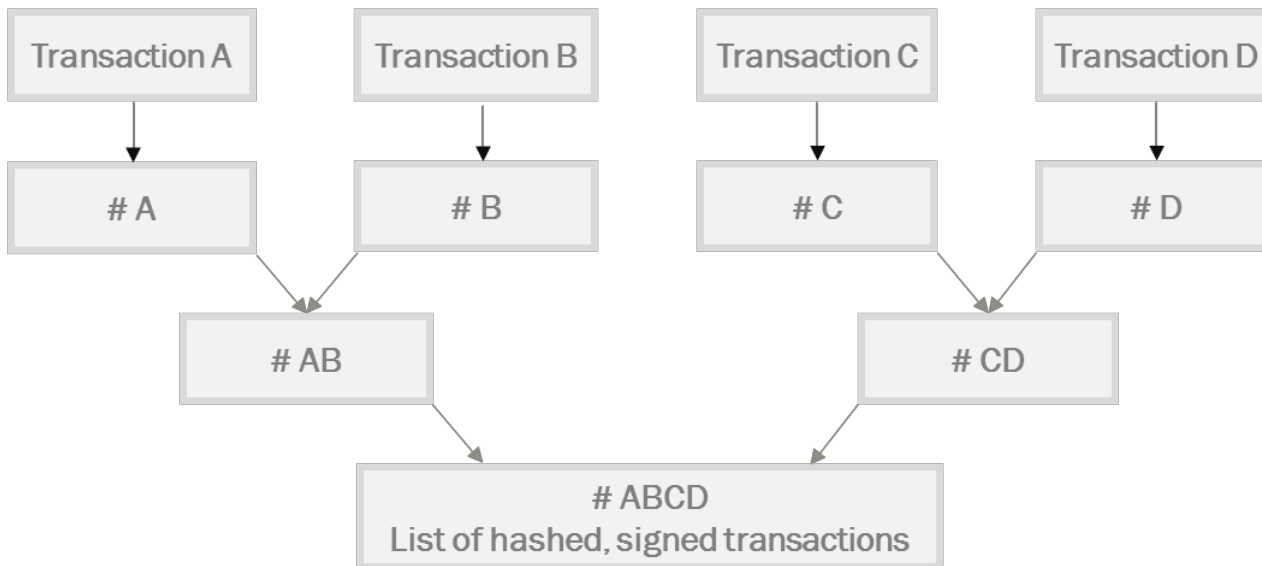 Transaction A
Transaction B
Transaction C
Transaction D
# A
# B
# C
# D
# AB
# CD
# ABCD
List of hashed, signed transactions